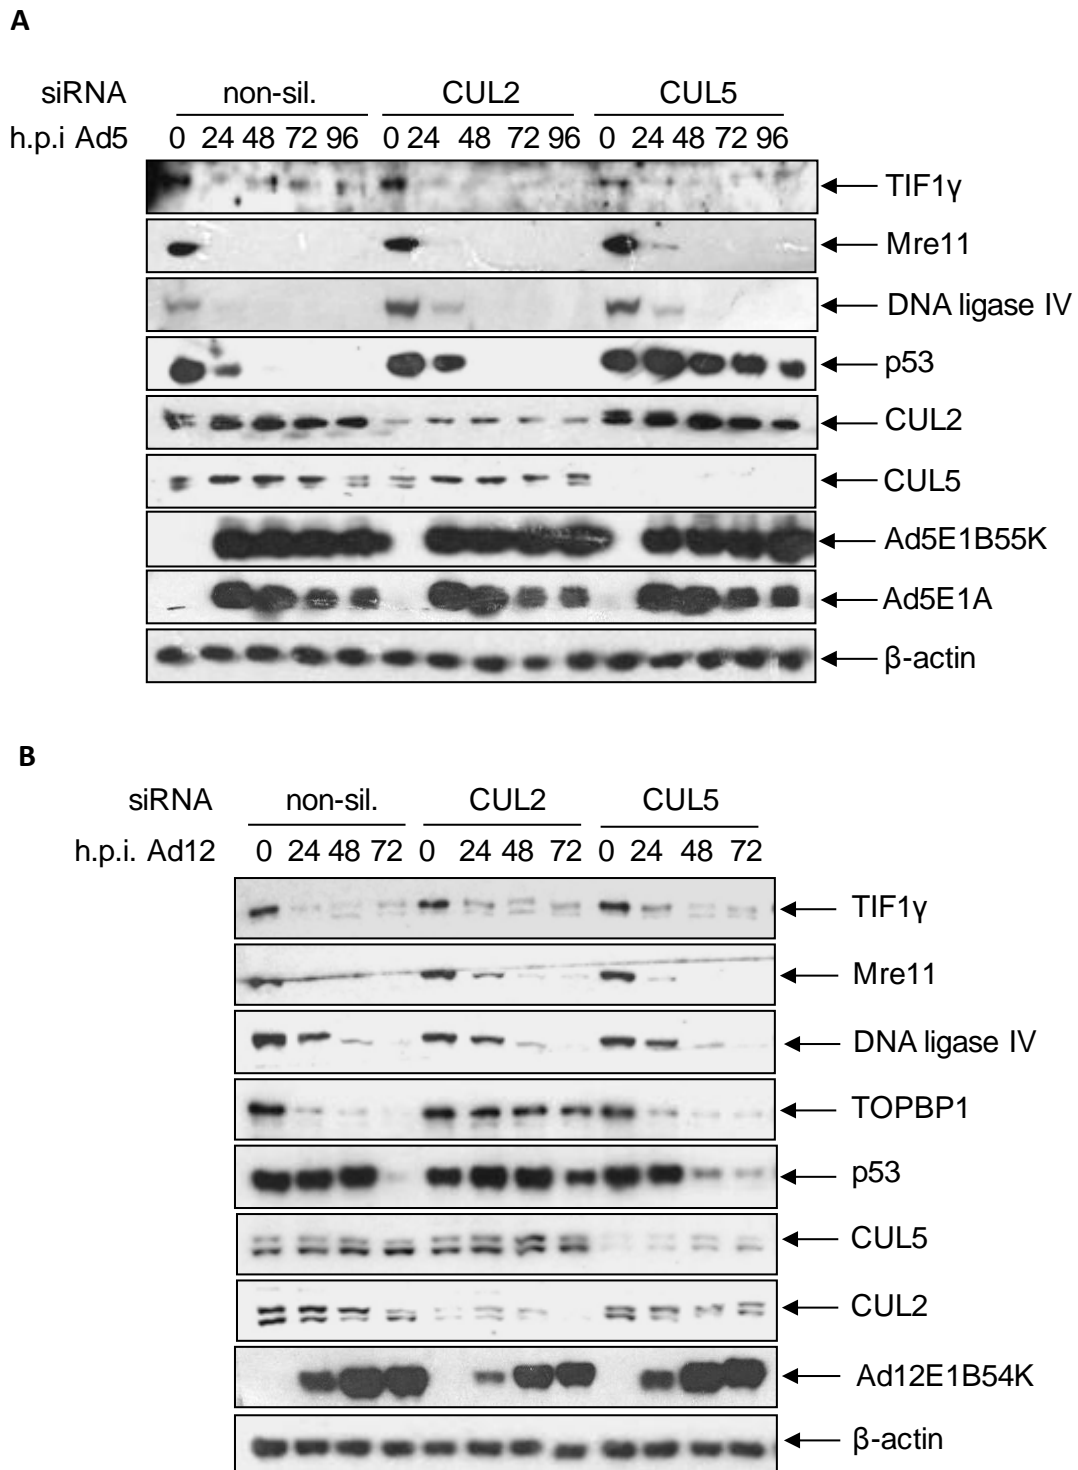 A
siRNA non-sil. CUL2 CUL5
h.p.i Ad5 0 24 48 72 96 0 24 48 72 96 0 24 48 72 96
TIF1γ
Mre11
DNA ligase IV
p53
CUL2
CUL5
Ad5E1B55K
Ad5E1A
β-actin
B
siRNA non-sil. CUL2 CUL5
h.p.i. Ad12 0 24 48 72 0 24 48 72 0 24 48 72
TIF1γ
Mre11
DNA ligase IV
TOPBP1
p53
CUL5
CUL2
Ad12E1B54K
β-actin